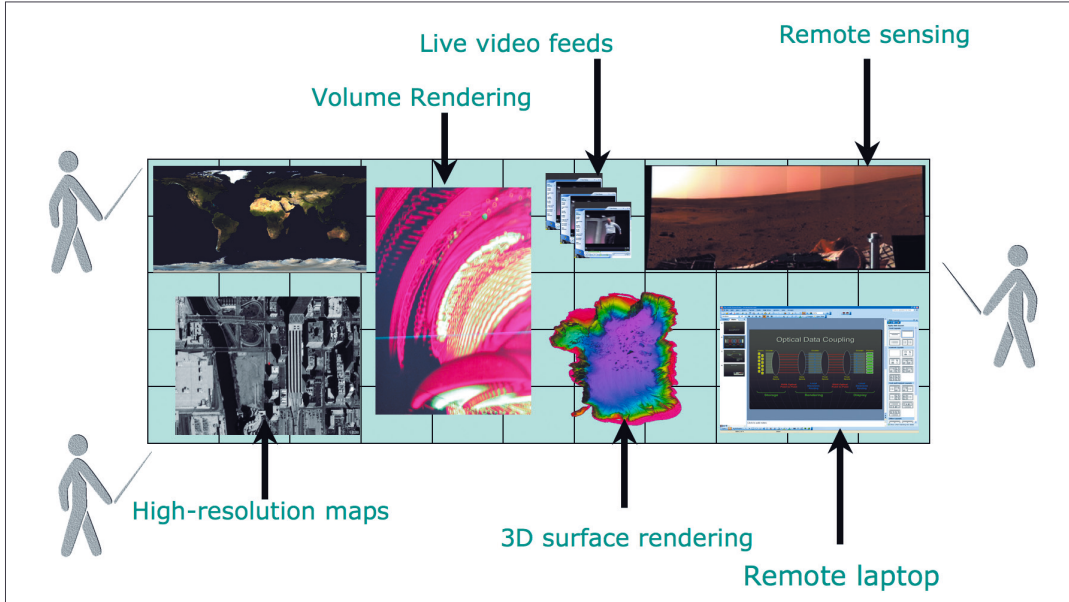 Live video feeds
Remote sensing
Volume Rendering
Optical Data Coupling
High-resolution maps
3D surface rendering
Remote laptop